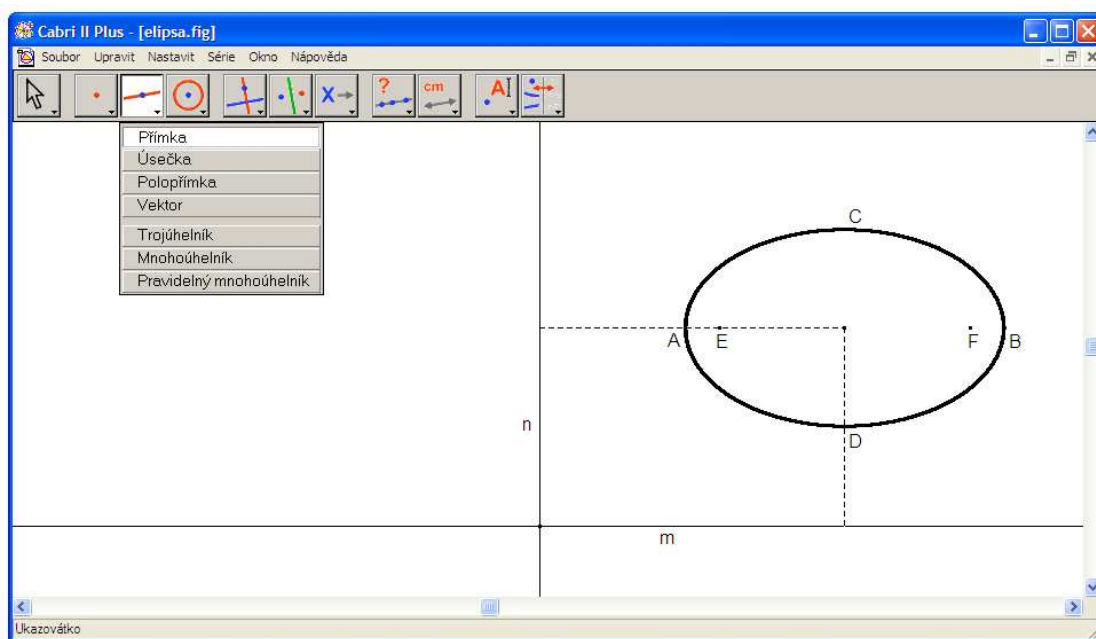 Cabri II Plus - [elipsa.fig]
Soubor Upravit Nastavit Série Okno Nápověda
? cm A
X
Přímka
Úsečka
Polopřímka
Vektor
Trojúhelník
Mnohoúhelník
Pravidelný mnohoúhelník
C
A E F B
n
D
m
Ukazovátko